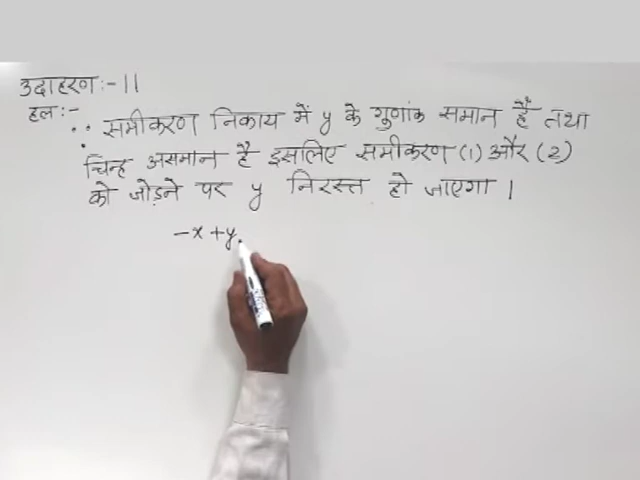 उदाहरण:- 11
हल:-
∵ समीकरण निकाय में y के गुणांक समान हैं तथा
चिन्ह असमान है इसलिए समीकरण (1) और (2)
को जोड़ने पर y निरस्त हो जाएगा ।
-x + y